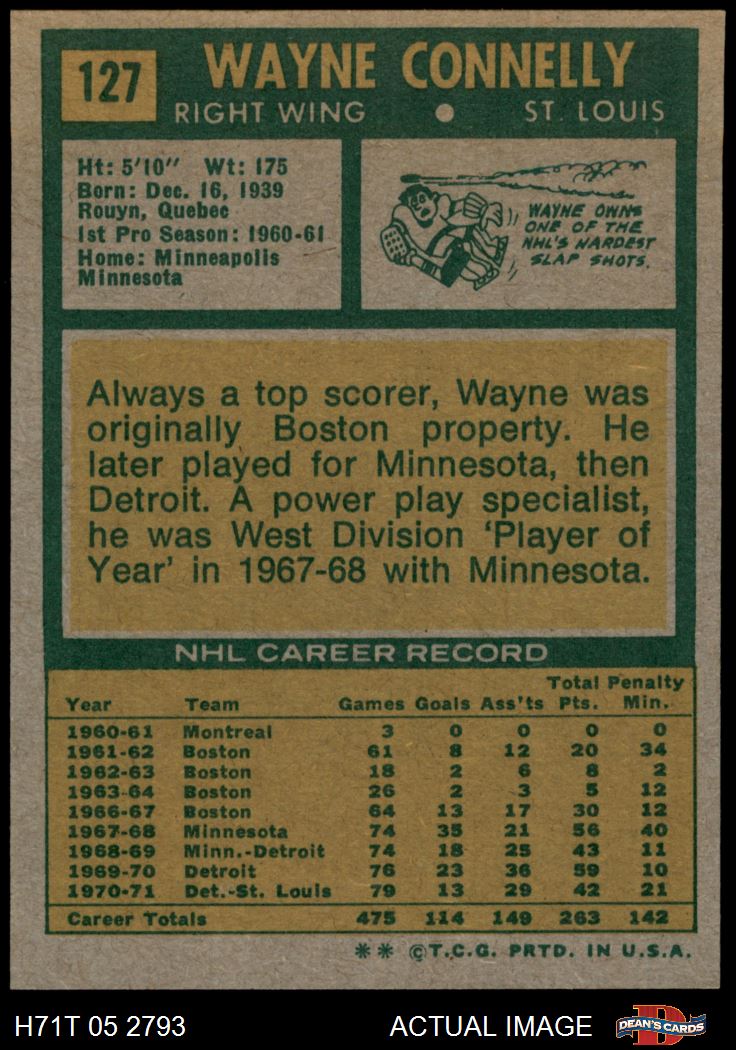 127
WAYNE CONNELLY
RIGHT WING • ST. LOUIS
Ht: 5'10" Wt: 175
Born: Dec. 16, 1939
Rouyn, Quebec
1st Pro Season: 1960-61
Home: Minneapolis
Minnesota
WAYNE OWNS
ONE OF THE
NHL'S HARDEST
SLAP SHOTS.
Always a top scorer, Wayne was
originally Boston property. He
later played for Minnesota, then
Detroit. A power play specialist,
he was West Division 'Player of
Year' in 1967-68 with Minnesota.
NHL CAREER RECORD
Total Penalty
Year Team Games Goals Ass'ts Pts. Min.
1960-61 Montreal 3 0 0 0 0
1961-62 Boston 61 8 12 20 34
1962-63 Boston 18 2 6 8 2
1963-64 Boston 26 2 3 5 12
1966-67 Boston 64 13 17 30 12
1967-68 Minnesota 74 35 21 56 40
1968-69 Minn.-Detroit 74 18 25 43 11
1969-70 Detroit 76 23 36 59 10
1970-71 Det.-St. Louis 79 13 29 42 21
Career Totals 475 114 149 263 142
** ©T.C.G. PRTD. IN U.S.A.
H71T 05 2793 ACTUAL IMAGE
D
DEAN'S CARDS